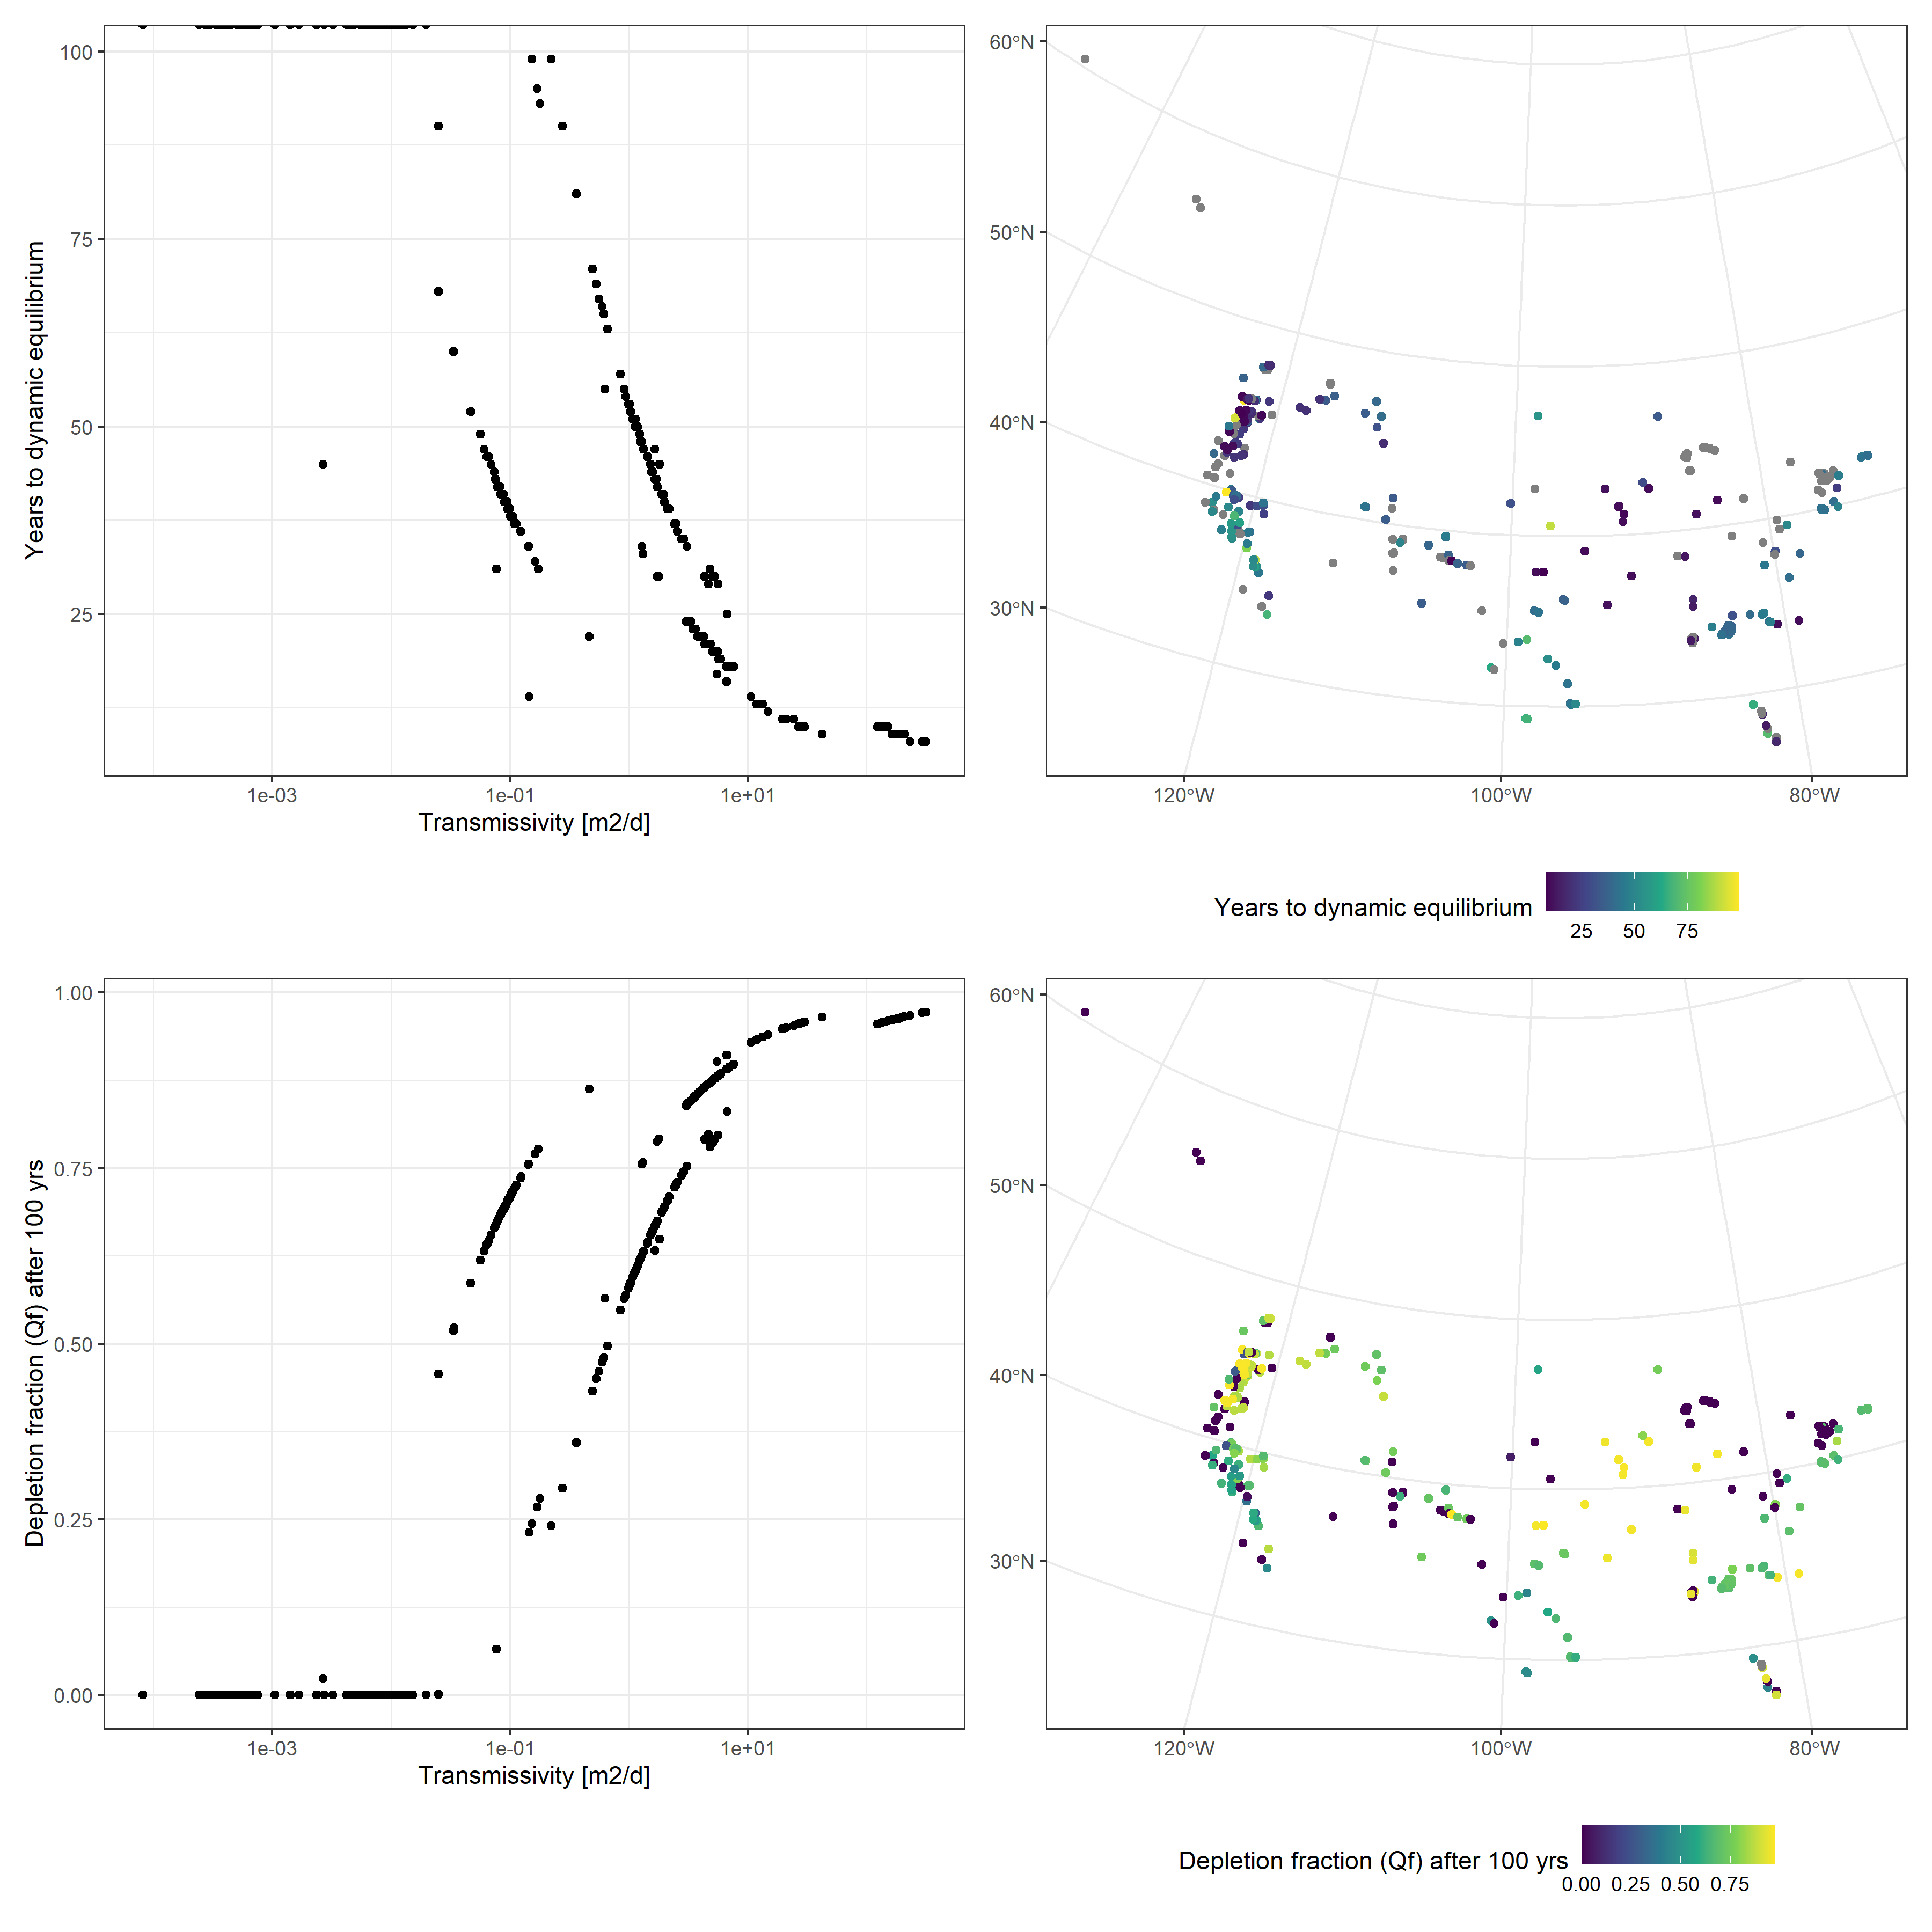 100
75
50
25
Years to dynamic equilibrium
1e-03 1e-01 1e+01
Transmissivity [m2/d]
60°N
50°N
40°N
30°N
120°W 100°W 80°W
Years to dynamic equilibrium
25 50 75
1.00
0.75
0.50
0.25
0.00
Depletion fraction (Qf) after 100 yrs
1e-03 1e-01 1e+01
Transmissivity [m2/d]
60°N
50°N
40°N
30°N
120°W 100°W 80°W
Depletion fraction (Qf) after 100 yrs
0.00 0.25 0.50 0.75